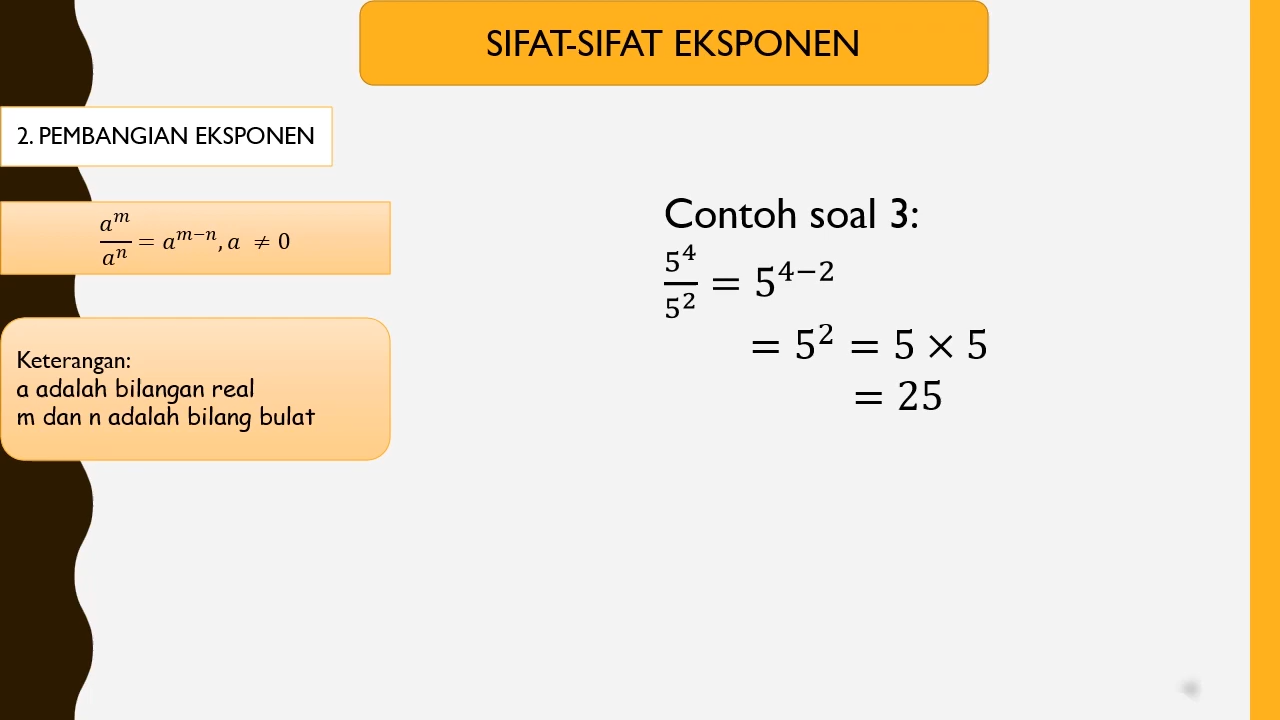 SIFAT-SIFAT EKSPONEN
2. PEMBANGIAN EKSPONEN
a^m/a^n = a^(m−n), a ≠ 0
Keterangan:
a adalah bilangan real
m dan n adalah bilang bulat
Contoh soal 3:
5^4/5^2 = 5^(4−2)
= 5^2 = 5 × 5
= 25